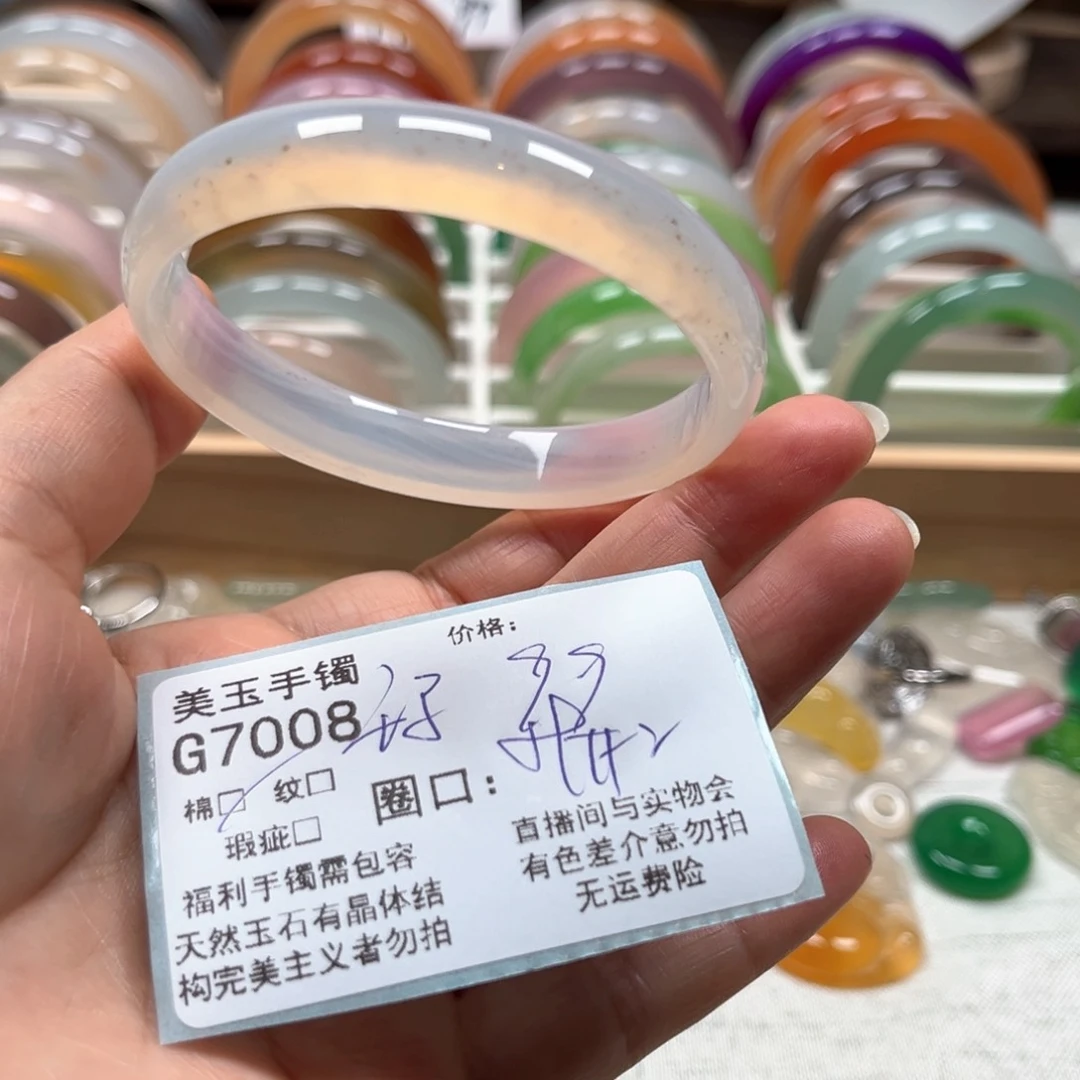 价格:
美玉手镯
G7008 好
棉☑ 纹□ 圈口:
瑕疵□
福利手镯需包容
天然玉石有晶体结
构完美主义者勿拍
直播间与实物会
有色差介意勿拍
无运费险